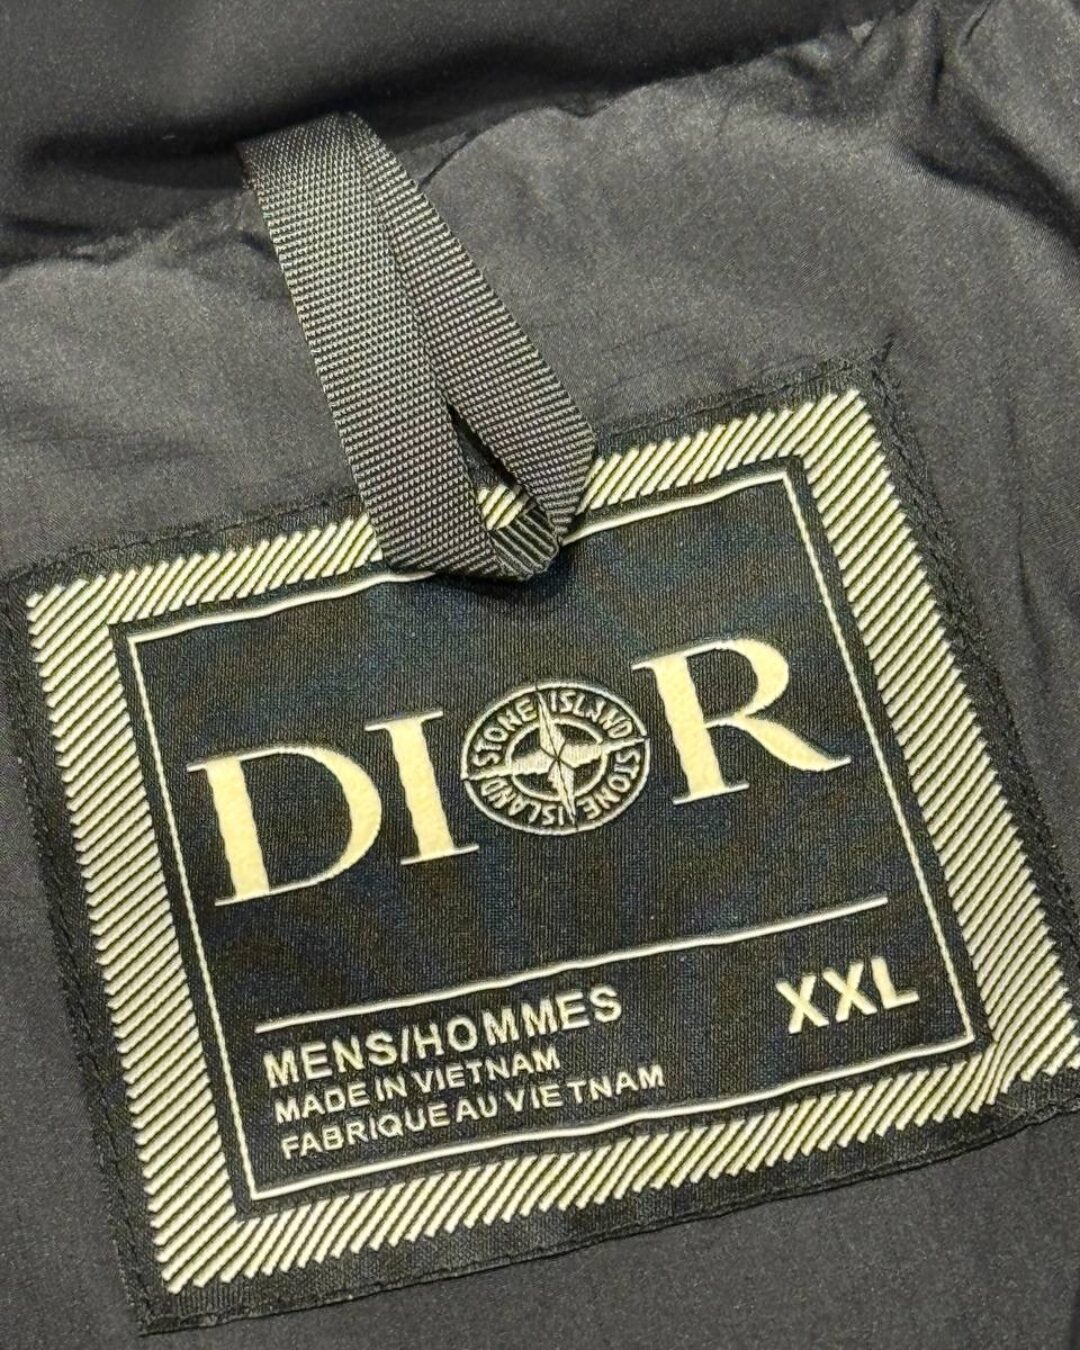 DIOR
STONE ISLAND STONE ISLAND
XXL
MENS/HOMMES
MADE IN VIETNAM
FABRIQUE AU VIETNAM